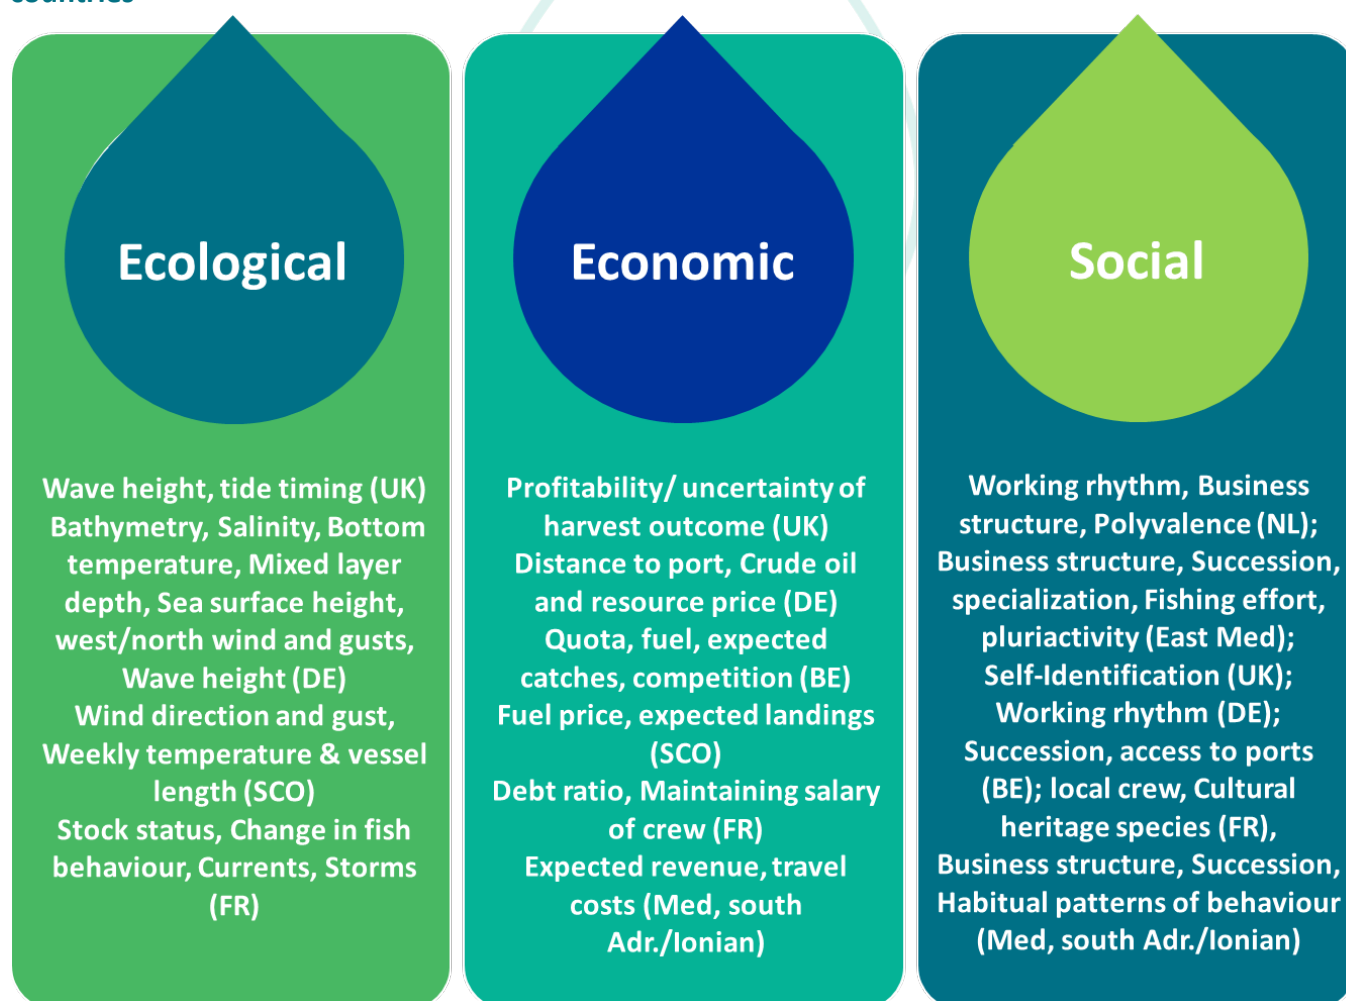 countries
Ecological
Wave height, tide timing (UK)
Bathymetry, Salinity, Bottom
temperature, Mixed layer
depth, Sea surface height,
west/north wind and gusts,
Wave height (DE)
Wind direction and gust,
Weekly temperature & vessel
length (SCO)
Stock status, Change in fish
behaviour, Currents, Storms
(FR)
Economic
Profitability/ uncertainty of
harvest outcome (UK)
Distance to port, Crude oil
and resource price (DE)
Quota, fuel, expected
catches, competition (BE)
Fuel price, expected landings
(SCO)
Debt ratio, Maintaining salary
of crew (FR)
Expected revenue, travel
costs (Med, south
Adr./Ionian)
Social
Working rhythm, Business
structure, Polyvalence (NL);
Business structure, Succession,
specialization, Fishing effort,
pluriactivity (East Med);
Self-Identification (UK);
Working rhythm (DE);
Succession, access to ports
(BE); local crew, Cultural
heritage species (FR),
Business structure, Succession,
Habitual patterns of behaviour
(Med, south Adr./Ionian)